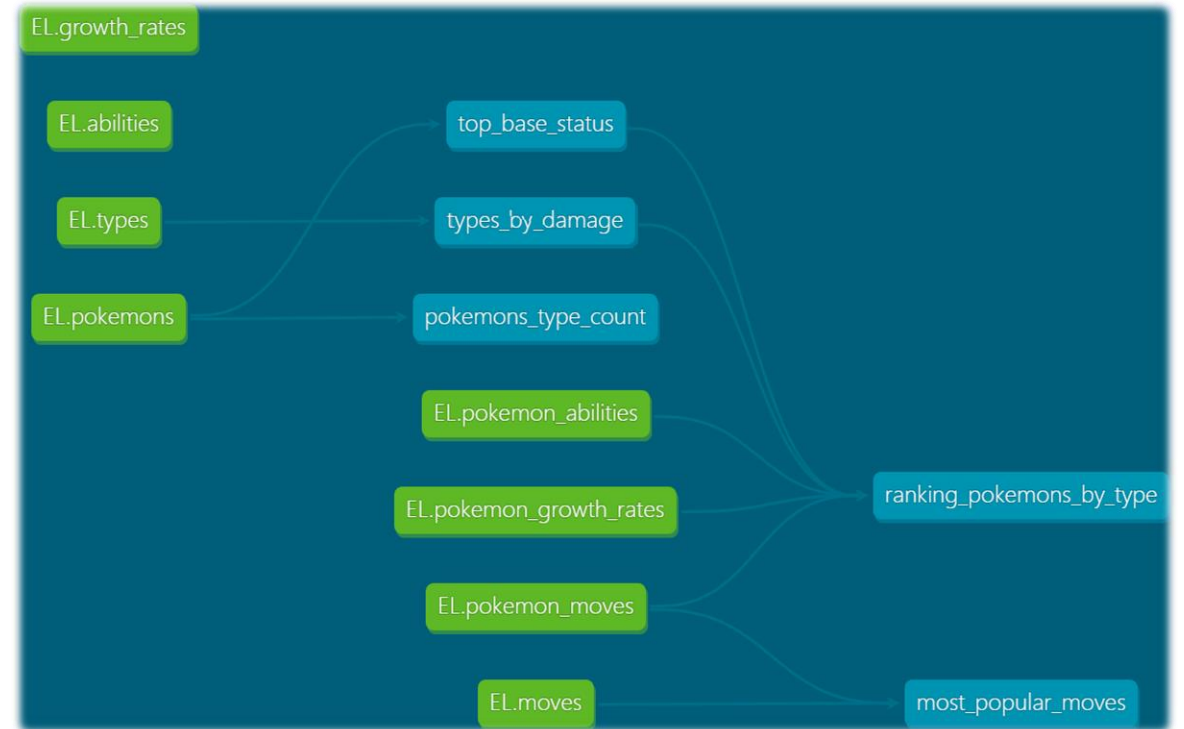 EL.growth_rates
EL.abilities
top_base_status
EL.types
types_by_damage
EL.pokemons
pokemons_type_count
EL.pokemon_abilities
ranking_pokemons_by_type
EL.pokemon_growth_rates
EL.pokemon_moves
EL.moves
most_popular_moves